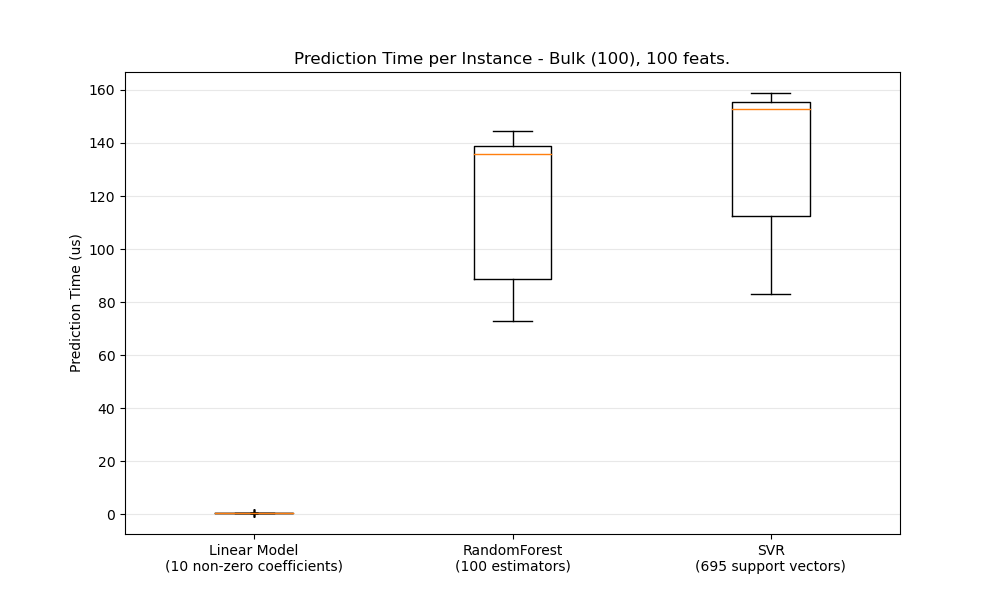 Prediction Time per Instance - Bulk (100), 100 feats.
Prediction Time (us)
160
140
120
100
80
60
40
20
0
Linear Model
(10 non-zero coefficients)
RandomForest
(100 estimators)
SVR
(695 support vectors)